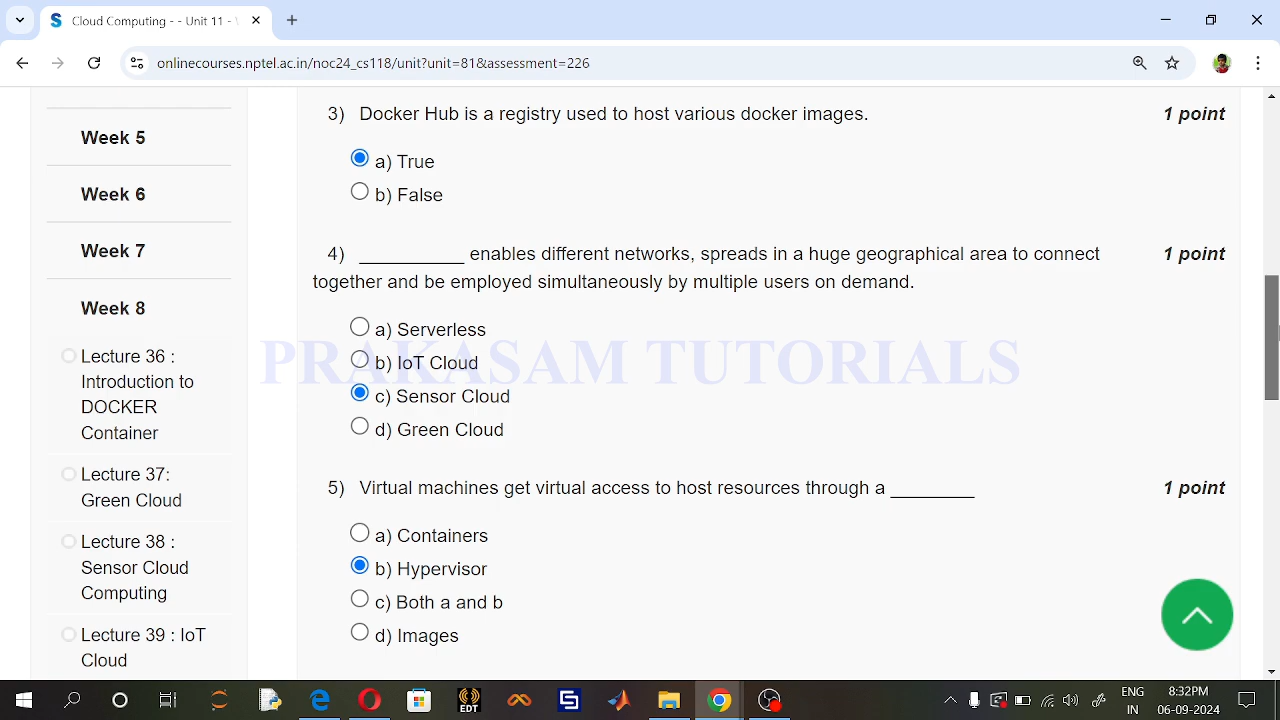 Cloud Computing - - Unit 11 -
onlinecourses.nptel.ac.in/noc24_cs118/unit?unit=81&assessment=226
Week 5
Week 6
Week 7
Week 8
Lecture 36 :
Introduction to
DOCKER
Container
Lecture 37:
Green Cloud
Lecture 38 :
Sensor Cloud
Computing
Lecture 39 : IoT
Cloud
3) Docker Hub is a registry used to host various docker images. 1 point
a) True
b) False
4) __________ enables different networks, spreads in a huge geographical area to connect 1 point
together and be employed simultaneously by multiple users on demand.
a) Serverless
b) IoT Cloud
c) Sensor Cloud
d) Green Cloud
PRAKASAM TUTORIALS
5) Virtual machines get virtual access to host resources through a ________ 1 point
a) Containers
b) Hypervisor
c) Both a and b
d) Images
EDT
ENG
IN
8:32PM
06-09-2024